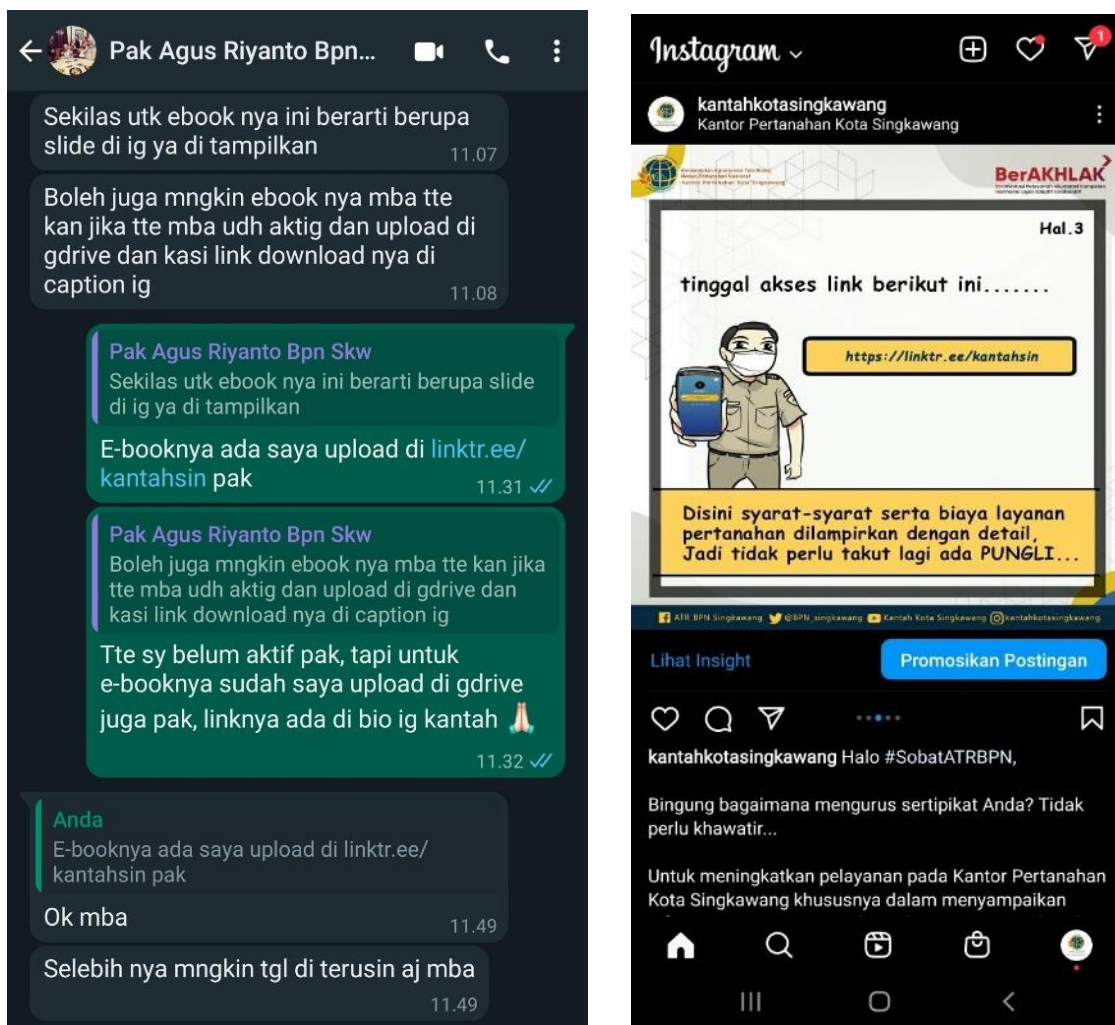 Pak Agus Riyanto Bpn...
Sekilas utk ebook nya ini berarti berupa
slide di ig ya di tampilkan
11.07
Boleh juga mngkin ebook nya mba tte
kan jika tte mba udh aktig dan upload di
gdrive dan kasi link download nya di
caption ig
11.08
Pak Agus Riyanto Bpn Skw
Sekilas utk ebook nya ini berarti berupa slide
di ig ya di tampilkan
E-booknya ada saya upload di linktr.ee/
kantahsin pak
11.31
Pak Agus Riyanto Bpn Skw
Boleh juga mngkin ebook nya mba tte kan jika
tte mba udh aktig dan upload di gdrive dan
kasi link download nya di caption ig
Tte sy belum aktif pak, tapi untuk
e-booknya sudah saya upload di gdrive
juga pak, linknya ada di bio ig kantah 🙏🏻
11.32
Anda
E-booknya ada saya upload di linktr.ee/
kantahsin pak
Ok mba
11.49
Selebih nya mngkin tgl di terusin aj mba
11.49
Instagram
1
kantahkotasingkawang
Kantor Pertanahan Kota Singkawang
BerAKHLAK
Hal.3
tinggal akses link berikut ini.......
https://linktr.ee/kantahsin
Disini syarat-syarat serta biaya layanan
pertanahan dilampirkan dengan detail,
Jadi tidak perlu takut lagi ada PUNGLI...
ATR BPN Singkawang @BPN_singkawang Kantah Kota Singkawang kantahkotasingkawang
Lihat Insight
Promosikan Postingan
kantahkotasingkawang Halo #SobatATRBPN,
Bingung bagaimana mengurus sertipikat Anda? Tidak
perlu khawatir...
Untuk meningkatkan pelayanan pada Kantor Pertanahan
Kota Singkawang khususnya dalam menyampaikan